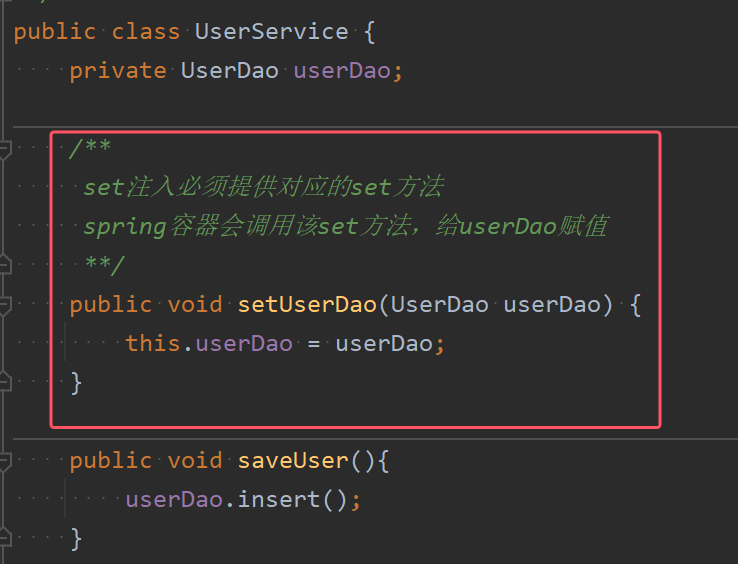 public class UserService {
private UserDao userDao;
/**
set注入必须提供对应的set方法
spring容器会调用该set方法，给userDao赋值
**/
public void setUserDao(UserDao userDao) {
this.userDao = userDao;
}
public void saveUser(){
userDao.insert();
}